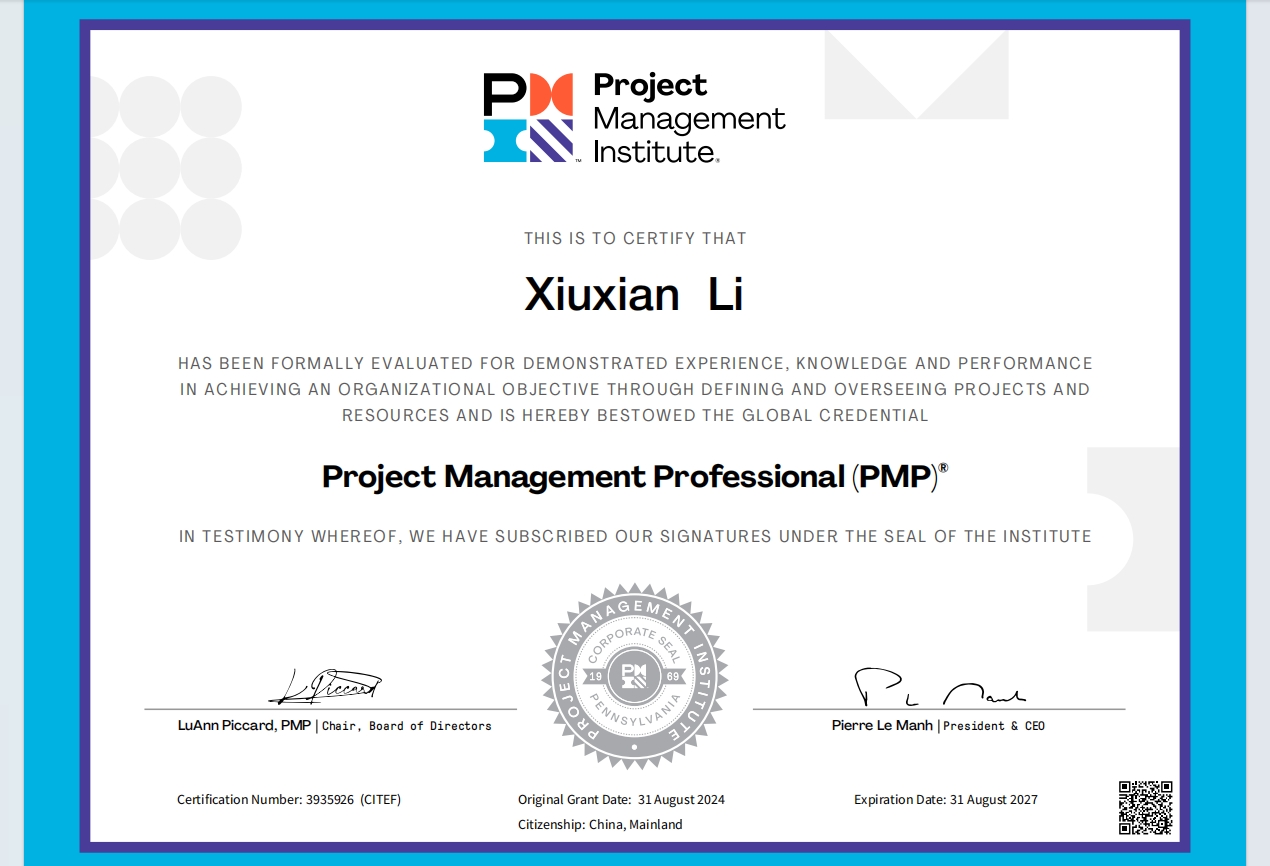 PM
Project
Management
Institute®
THIS IS TO CERTIFY THAT
Xiuxian Li
HAS BEEN FORMALLY EVALUATED FOR DEMONSTRATED EXPERIENCE, KNOWLEDGE AND PERFORMANCE
IN ACHIEVING AN ORGANIZATIONAL OBJECTIVE THROUGH DEFINING AND OVERSEEING PROJECTS AND
RESOURCES AND IS HEREBY BESTOWED THE GLOBAL CREDENTIAL
Project Management Professional (PMP)®
IN TESTIMONY WHEREOF, WE HAVE SUBSCRIBED OUR SIGNATURES UNDER THE SEAL OF THE INSTITUTE
PROJECT MANAGEMENT INSTITUTE
CORPORATE SEAL
19 69
PENNSYLVANIA
L Piccard
LuAnn Piccard, PMP | Chair, Board of Directors
P L Manh
Pierre Le Manh | President & CEO
Certification Number: 3935926 (CITEF)
Original Grant Date: 31 August 2024
Expiration Date: 31 August 2027
Citizenship: China, Mainland